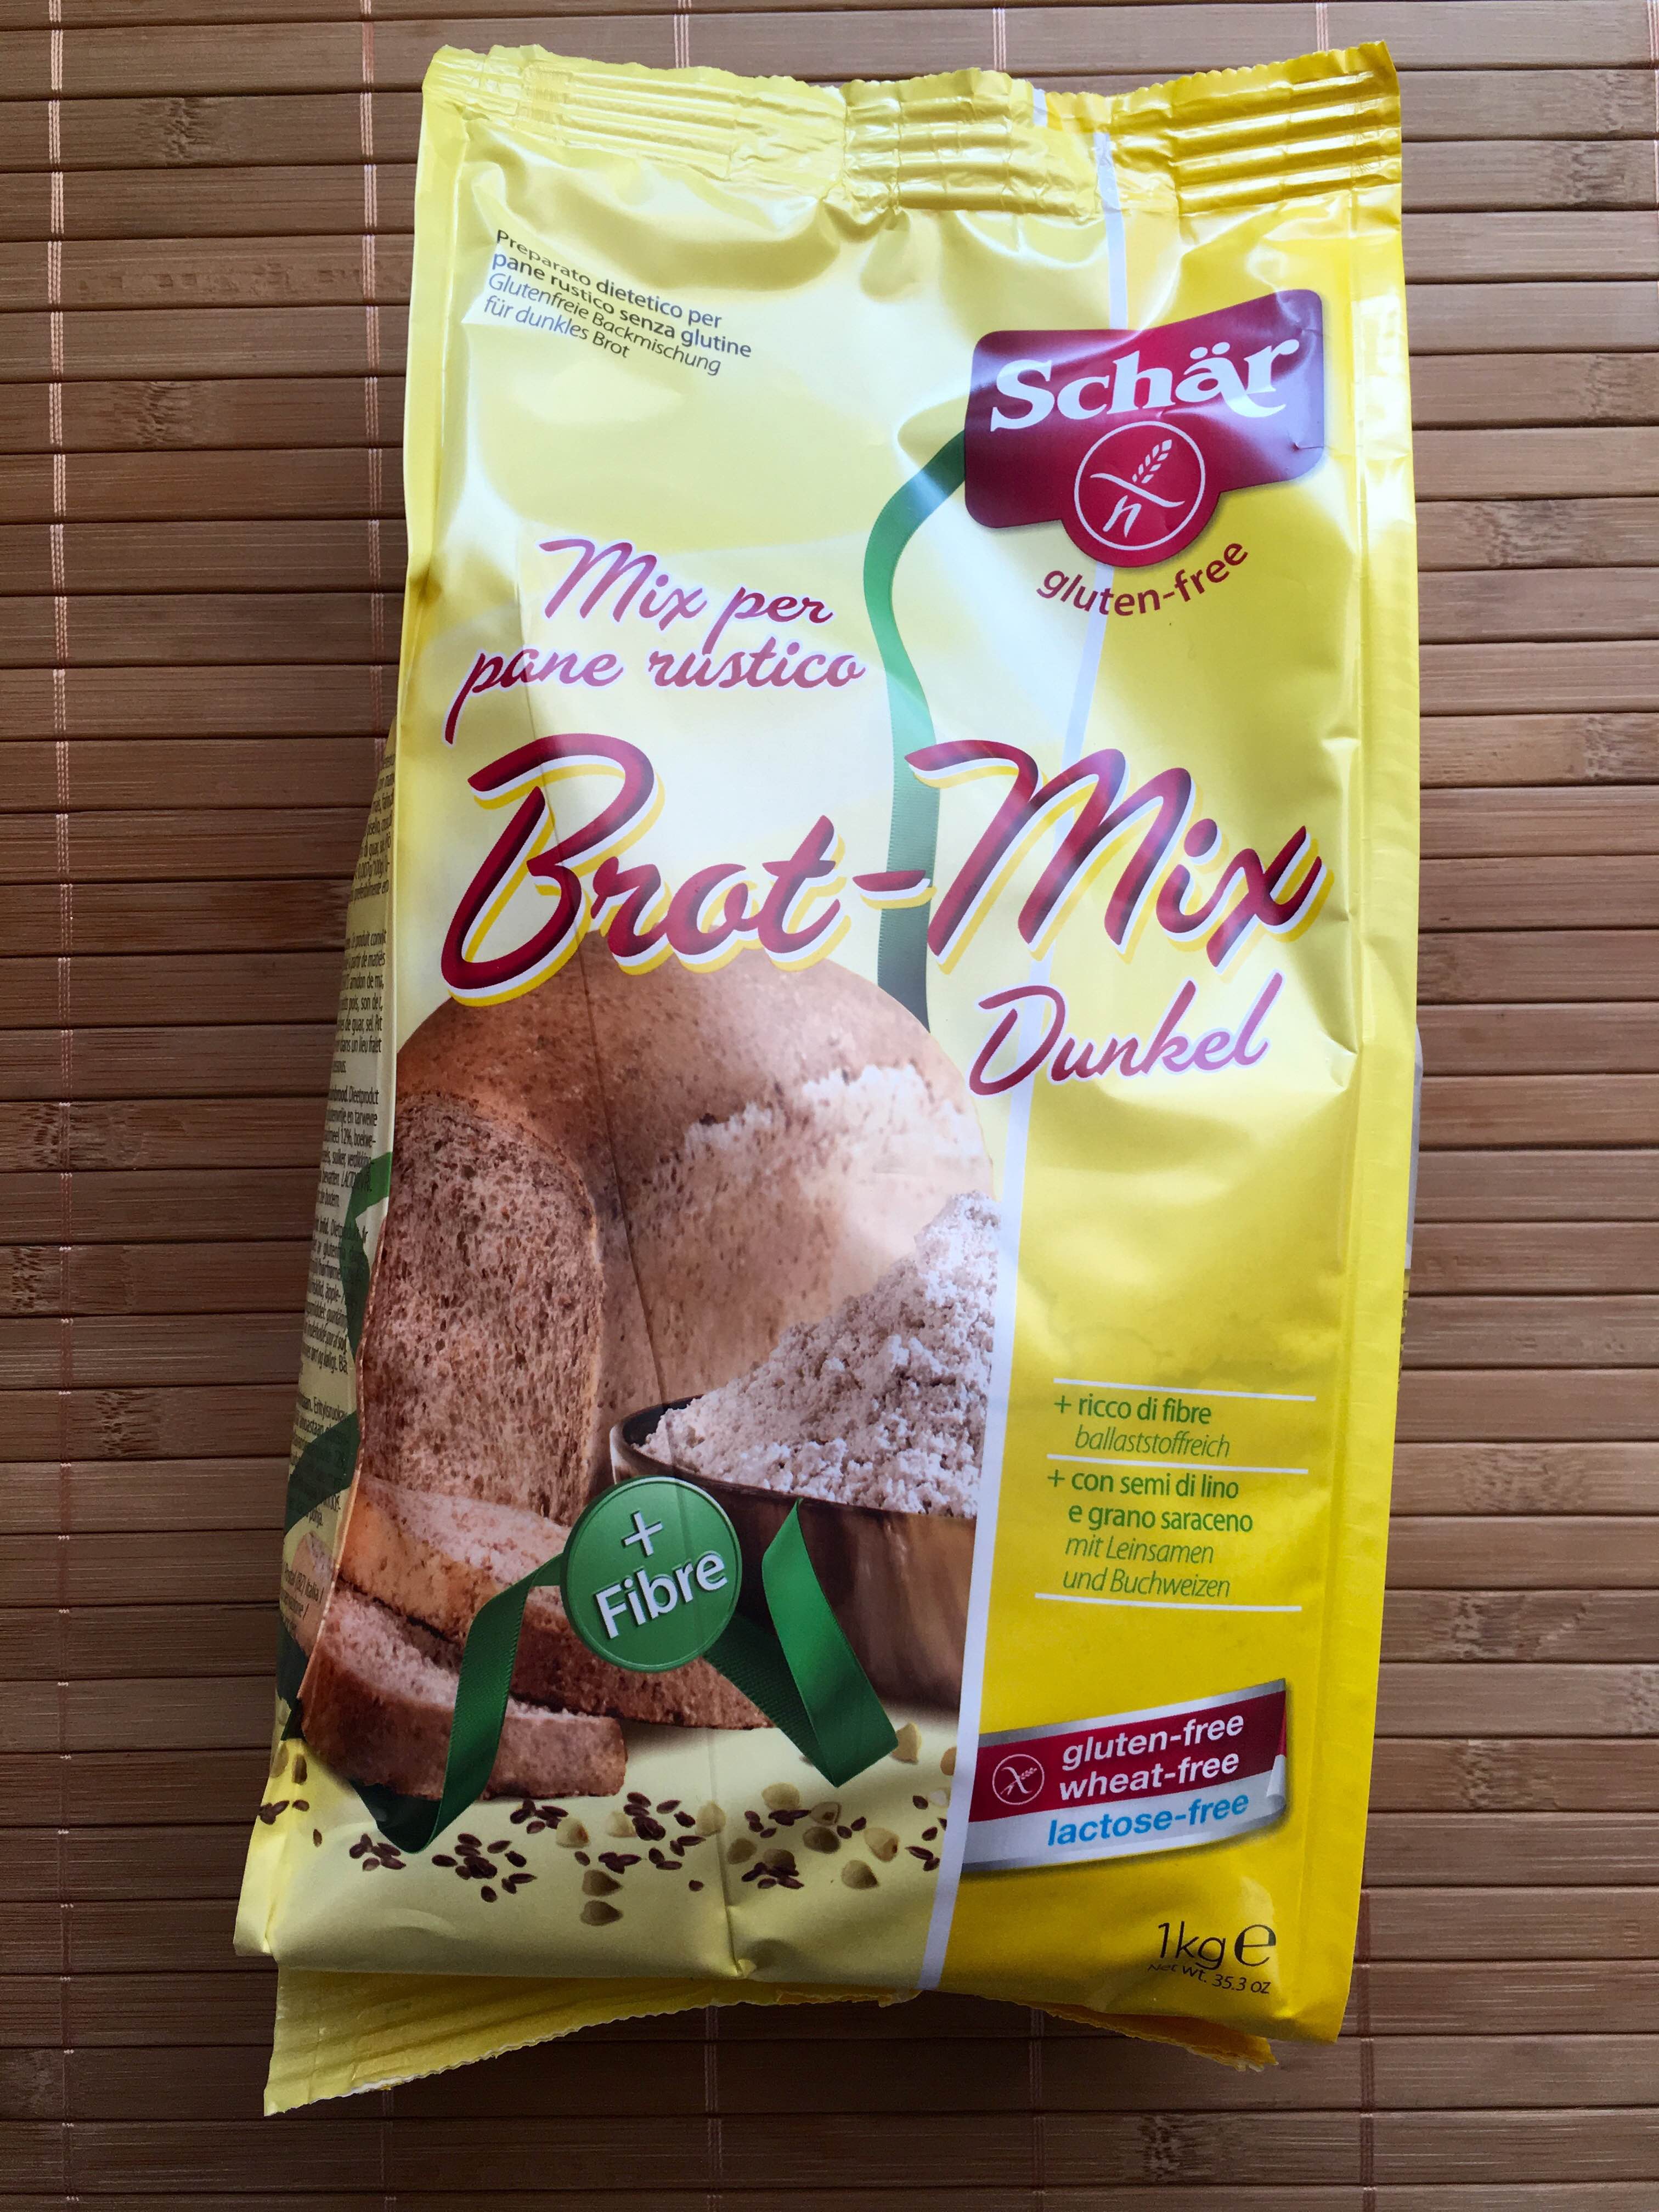 Preparato dietetico per
pane rustico senza glutine
Glutenfreie Backmischung
für dunkles Brot
Schär
gluten-free
Mix per
pane rustico
Brot-Mix
Dunkel
+ ricco di fibre
ballaststoffreich
+ con semi di lino
e grano saraceno
mit Leinsamen
und Buchweizen
+
Fibre
gluten-free
wheat-free
lactose-free
1kg e
Net wt. 35.3 oz